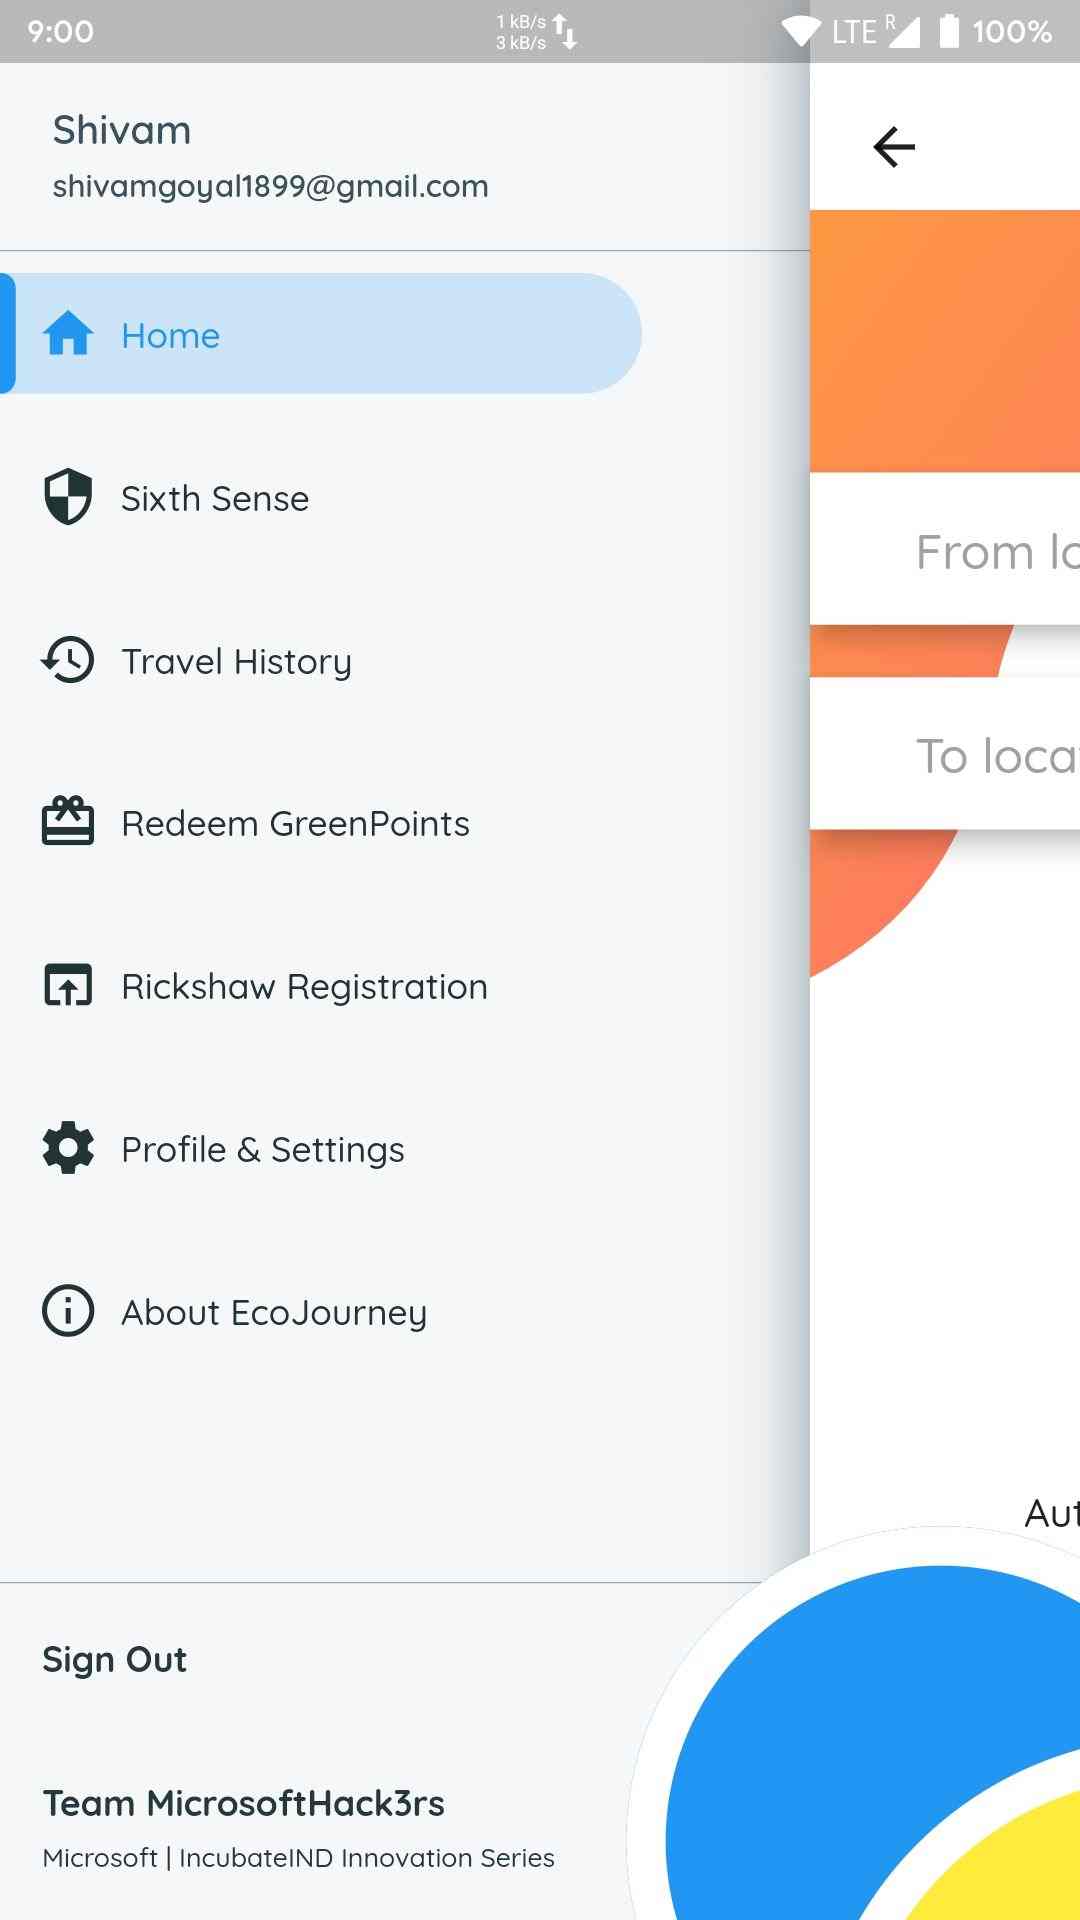 9:00
1 kB/s
3 kB/s
LTE R 100%
Shivam
shivamgoyal1899@gmail.com
Home
Sixth Sense
From lo
Travel History
To loca
Redeem GreenPoints
Rickshaw Registration
Profile & Settings
About EcoJourney
Aut
Sign Out
Team MicrosoftHack3rs
Microsoft | IncubateIND Innovation Series